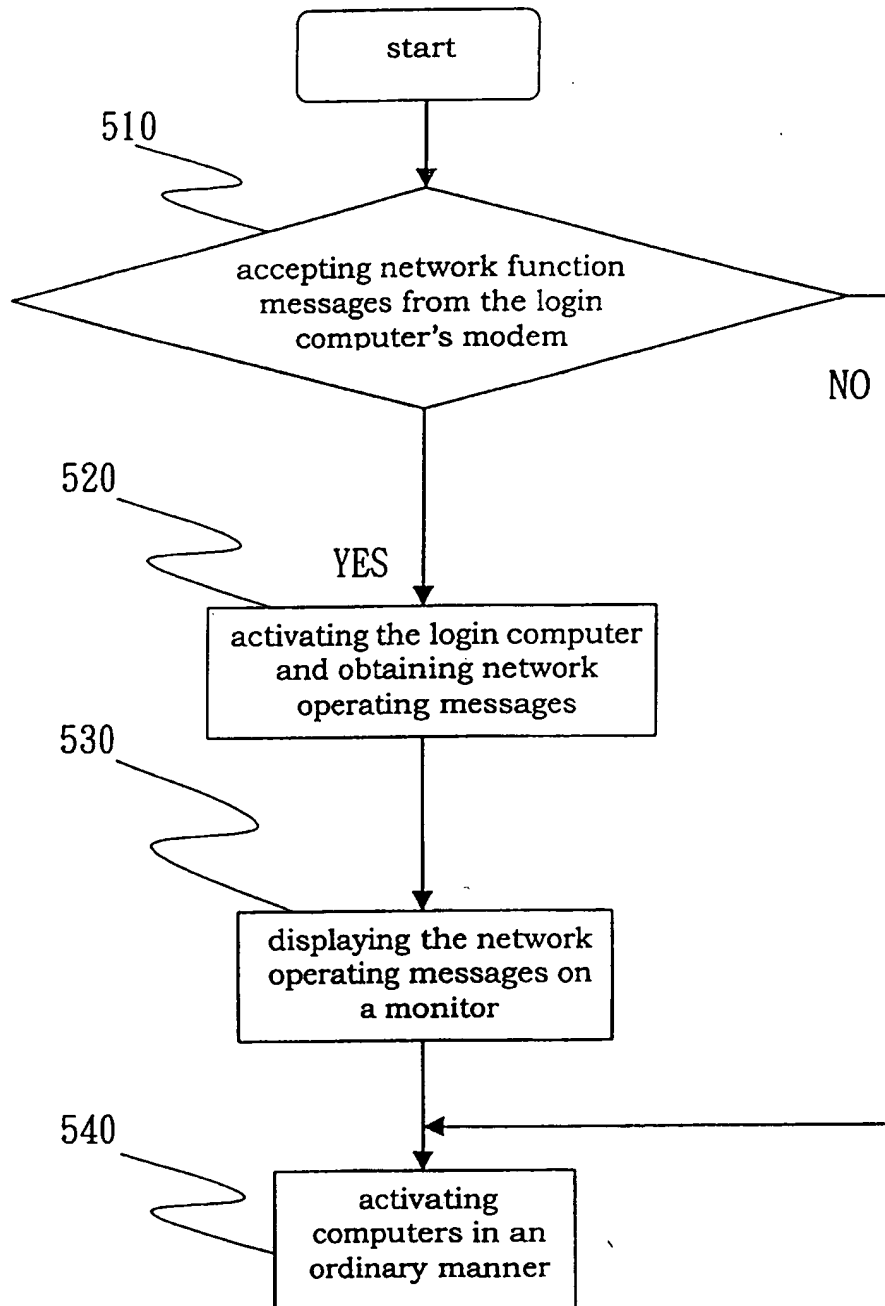 start
510
accepting network function
messages from the login
computer's modem
NO
520
YES
activating the login computer
and obtaining network
operating messages
530
displaying the network
operating messages on
a monitor
540
activating
computers in an
ordinary manner